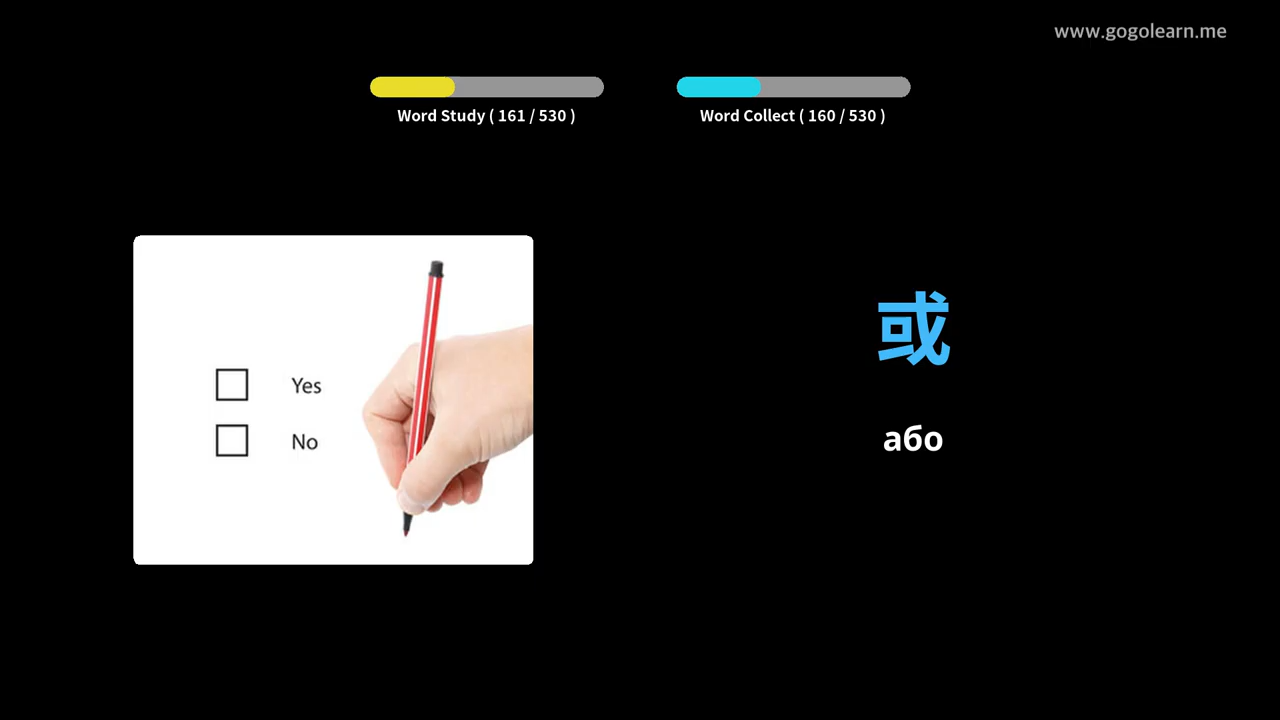 www.gogolearn.me
Word Study ( 161 / 530 )
Word Collect ( 160 / 530 )
Yes
No
或
або